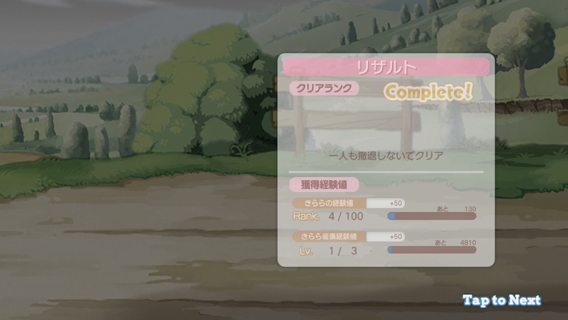 リザルト
クリアランク
Complete!
一人も撤退しないでクリア
獲得経験値
きららの経験値 +50 あと 130
Rank 4 / 100
きらら装備経験値 +50 あと 4810
Lv. 1 / 3
Tap to Next